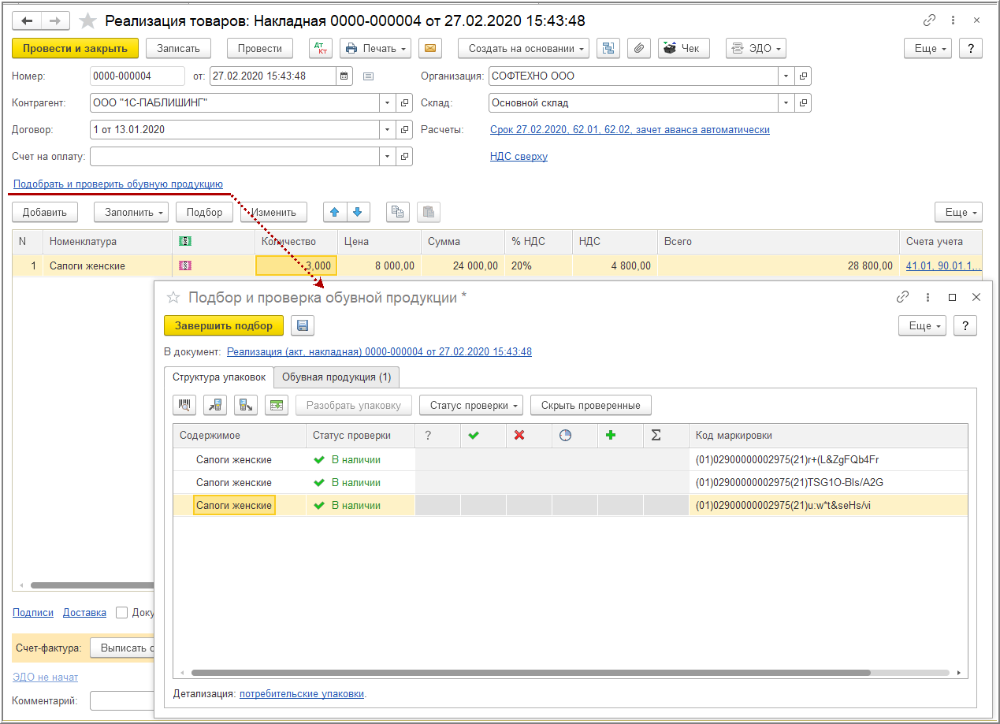 Реализация товаров: Накладная 0000-000004 от 27.02.2020 15:43:48
Провести и закрыть Записать Провести Дт Кт Печать Создать на основании Чек ЭДО Еще ?
Номер: 0000-000004 от: 27.02.2020 15:43:48 Организация: СОФТЕХНО ООО
Контрагент: ООО "1С-ПАБЛИШИНГ" Склад: Основной склад
Договор: 1 от 13.01.2020 Расчеты: Срок 27.02.2020, 62.01, 62.02, зачет аванса автоматически
Счет на оплату: НДС сверху
Подобрать и проверить обувную продукцию
Добавить Заполнить Подбор Изменить Еще
N Номенклатура Количество Цена Сумма % НДС НДС Всего Счета учета
1 Сапоги женские 3,000 8 000,00 24 000,00 20% 4 800,00 28 800,00 41.01, 90.01.1,...
Подбор и проверка обувной продукции *
Завершить подбор Еще ?
В документ: Реализация (акт, накладная) 0000-000004 от 27.02.2020 15:43:48
Структура упаковок Обувная продукция (1)
Разобрать упаковку Статус проверки Скрыть проверенные
Содержимое Статус проверки ? Σ Код маркировки
Сапоги женские В наличии (01)02900000002975(21)r+(L&ZgFQb4Fr
Сапоги женские В наличии (01)02900000002975(21)TSG1O-Bls/A2G
Сапоги женские В наличии (01)02900000002975(21)u:w*t&seHs/vi
Подписи Доставка Доку
Счет-фактура: Выписать с
ЭДО не начат
Комментарий:
Детализация: потребительские упаковки.